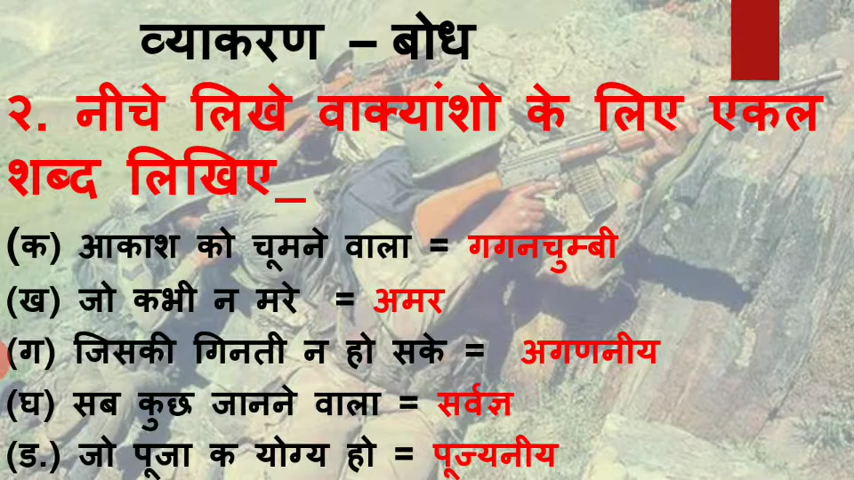 व्याकरण – बोध
२. नीचे लिखे वाक्यांशो के लिए एकल
शब्द लिखिए_
(क) आकाश को चूमने वाला = गगनचुम्बी
(ख) जो कभी न मरे = अमर
(ग) जिसकी गिनती न हो सके = अगणनीय
(घ) सब कुछ जानने वाला = सर्वज्ञ
(ड.) जो पूजा क योग्य हो = पूज्यनीय